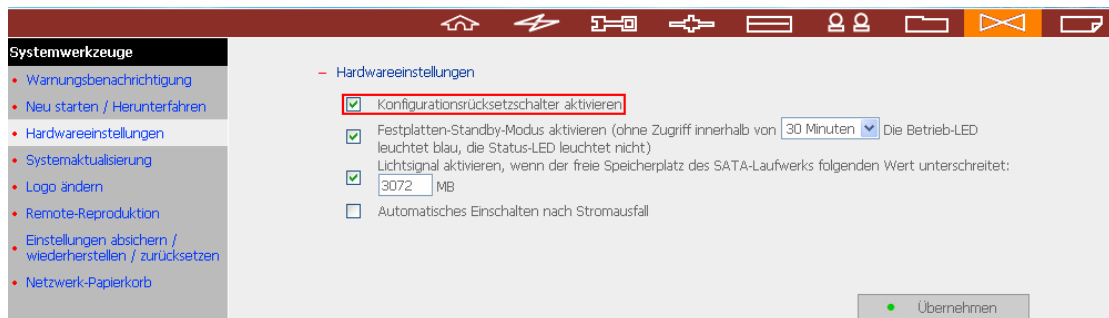 Systemwerkzeuge
Warnungsbenachrichtigung
Neu starten / Herunterfahren
Hardwareeinstellungen
Systemaktualisierung
Logo ändern
Remote-Reproduktion
Einstellungen absichern /
wiederherstellen / zurücksetzen
Netzwerk-Papierkorb
– Hardwareeinstellungen
Konfigurationsrücksetzschalter aktivieren
Festplatten-Standby-Modus aktivieren (ohne Zugriff innerhalb von 30 Minuten Die Betrieb-LED
leuchtet blau, die Status-LED leuchtet nicht)
Lichtsignal aktivieren, wenn der freie Speicherplatz des SATA-Laufwerks folgenden Wert unterschreitet:
3072 MB
Automatisches Einschalten nach Stromausfall
Übernehmen